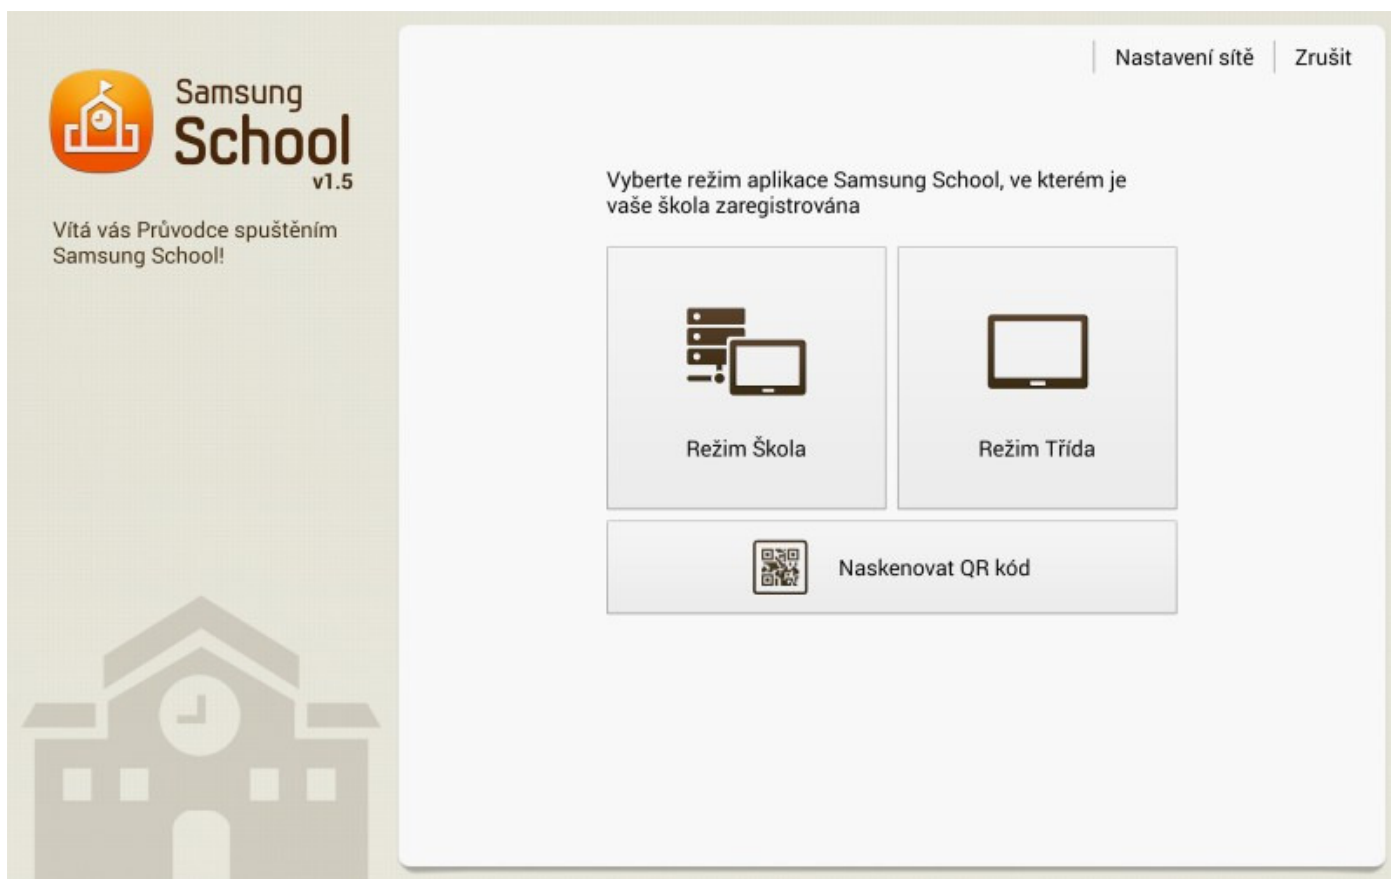 Samsung
School
v1.5
Vítá vás Průvodce spuštěním
Samsung School!
Nastavení sítě
Zrušit
Vyberte režim aplikace Samsung School, ve kterém je
vaše škola zaregistrována
Režim Škola
Režim Třída
Naskenovat QR kód